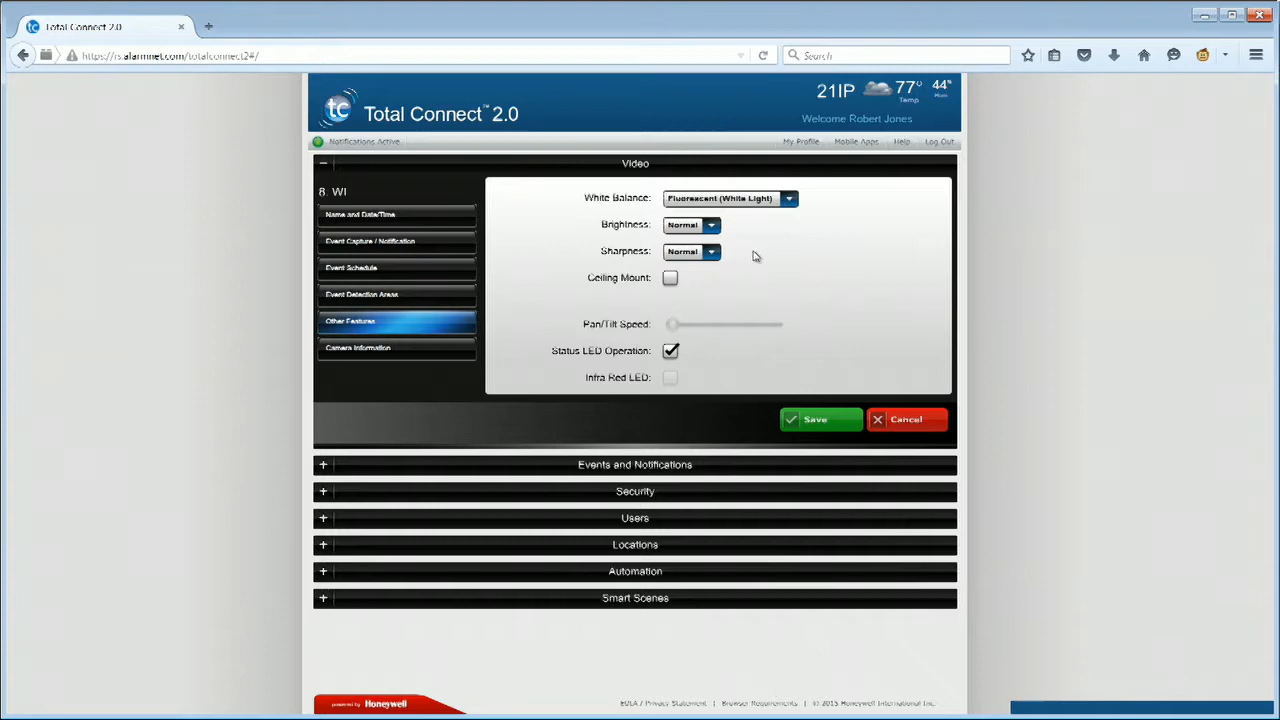 Total Connect 2.0
https://rs.alarmnet.com/totalconnect2#/
Search
tc
Total Connect™ 2.0
21IP
77°
Temp
44%
Hum
Welcome Robert Jones
Notifications Active
My Profile
Mobile Apps
Help
Log Out
Video
8. WI
Name and Date/Time
Event Capture / Notification
Event Schedule
Event Detection Areas
Other Features
Camera Information
White Balance: Fluorescent (White Light)
Brightness: Normal
Sharpness: Normal
Ceiling Mount:
Pan/Tilt Speed:
Status LED Operation:
Infra Red LED:
Save
Cancel
Events and Notifications
Security
Users
Locations
Automation
Smart Scenes
powered by Honeywell
EULA / Privacy Statement | Browser Requirements | © 2015 Honeywell International Inc.